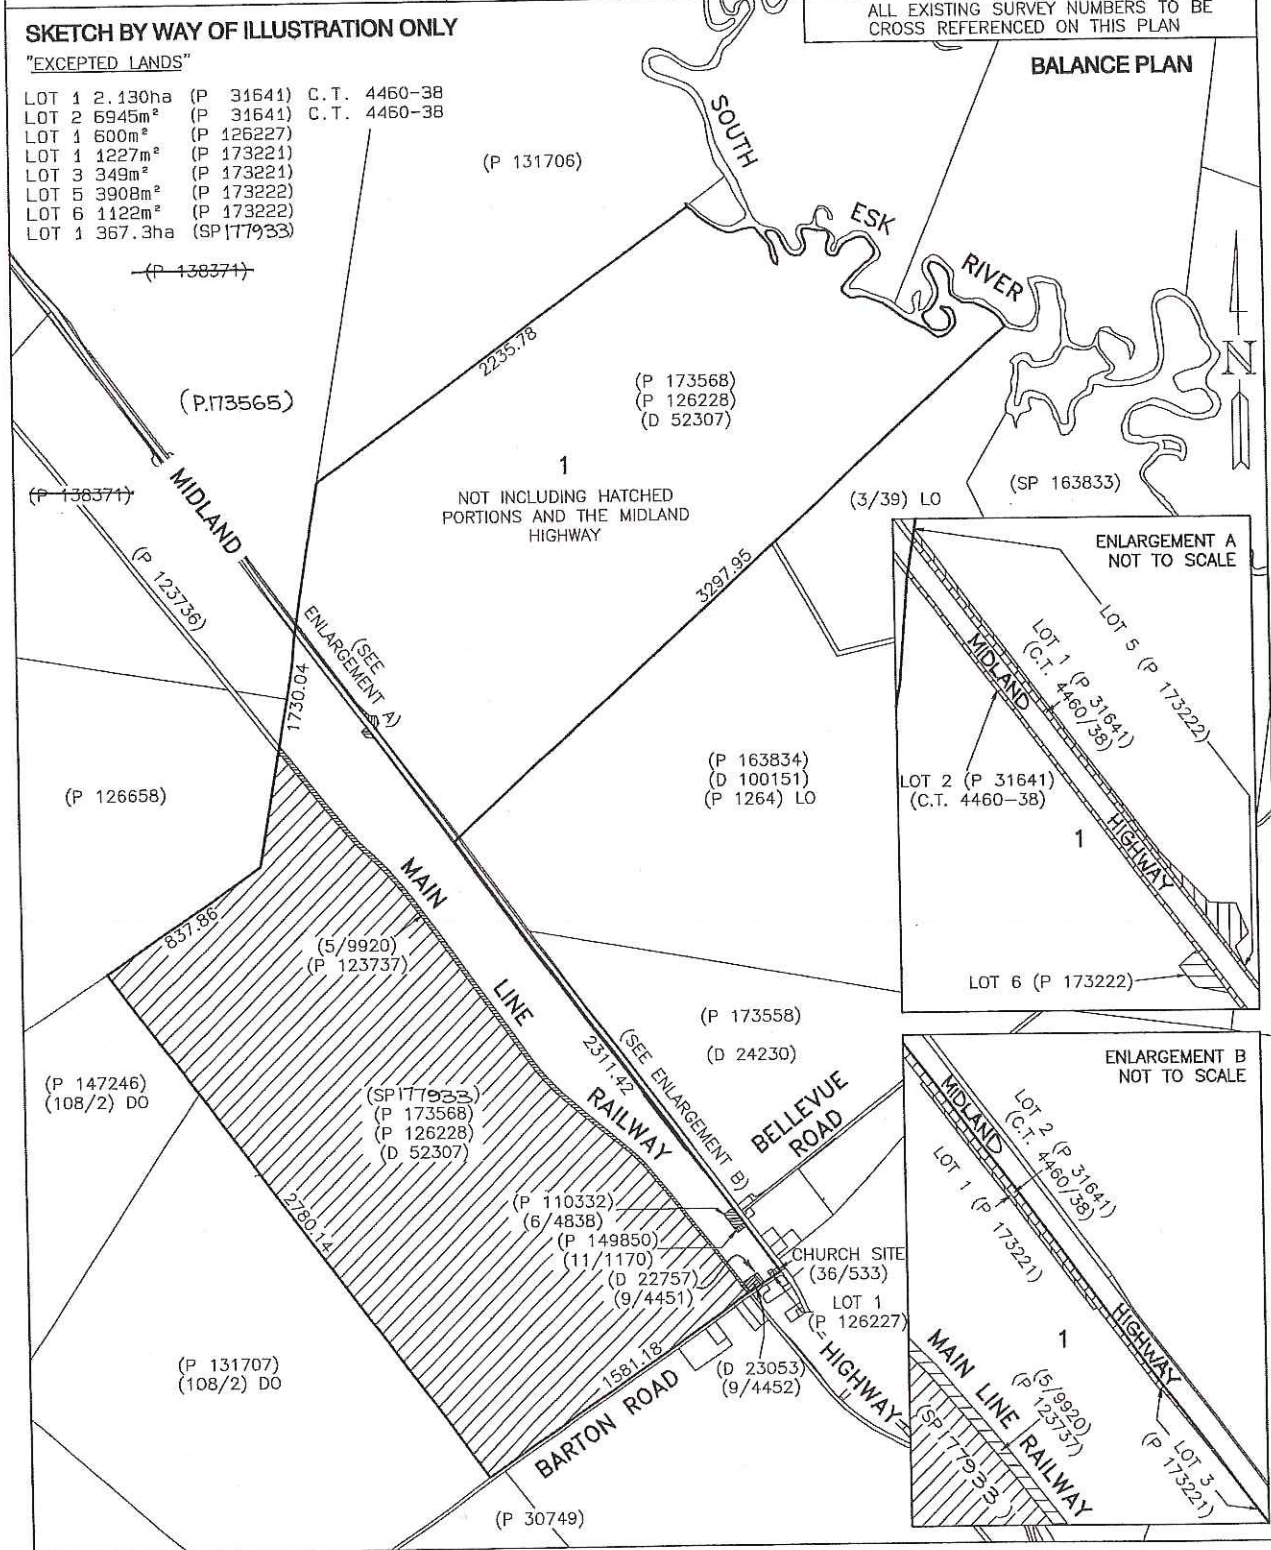 ALL EXISTING SURVEY NUMBERS TO BE
CROSS REFERENCED ON THIS PLAN
SKETCH BY WAY OF ILLUSTRATION ONLY
"EXCEPTED LANDS"
BALANCE PLAN
LOT 1 2.130ha (P 31641) C.T. 4460-38
LOT 2 6945m² (P 31641) C.T. 4460-38
LOT 1 600m² (P 126227)
LOT 1 1227m² (P 173221)
LOT 3 349m² (P 173221)
LOT 5 3908m² (P 173222)
LOT 6 1122m² (P 173222)
LOT 1 367.3ha (SP177933)
(P 138371)
(P 131706)
SOUTH
ESK
RIVER
N
2235.78
(P.173565)
(P 173568)
(P 126228)
(D 52307)
1
NOT INCLUDING HATCHED
PORTIONS AND THE MIDLAND
HIGHWAY
(P 138371)
MIDLAND
(3/39) LO
(SP 163833)
(P 123736)
3297.95
(SEE
ENLARGEMENT A)
1730.04
(P 126658)
(P 163834)
(D 100151)
(P 1264) LO
ENLARGEMENT A
NOT TO SCALE
LOT 5 (P 173222)
LOT 1 (P 31641)
(C.T. 4460/38)
MIDLAND
LOT 2 (P 31641)
(C.T. 4460-38)
1
HIGHWAY
LOT 6 (P 173222)
837.86
MAIN
(5/9920)
(P 123737)
LINE
(P 173558)
(D 24230)
(SEE ENLARGEMENT B)
2311.42
RAILWAY
BELLEVUE
ROAD
(P 147246)
(108/2) DO
(SP177933)
(P 173568)
(P 126228)
(D 52307)
2780.14
(P 110332)
(6/4838)
(P 149850)
(11/1170)
(D 22757)
(9/4451)
CHURCH SITE
(36/533)
LOT 1
(P 126227)
(D 23053)
(9/4452)
HIGHWAY
1581.18
BARTON ROAD
(P 131707)
(108/2) DO
(P 30749)
ENLARGEMENT B
NOT TO SCALE
MIDLAND
LOT 2 (P 31641)
(C.T. 4460/38)
LOT 1 (P 173221)
HIGHWAY
1
MAIN LINE RAILWAY
(5/9920)
(P 123737)
(SP177933)
LOT 3
(P 173221)